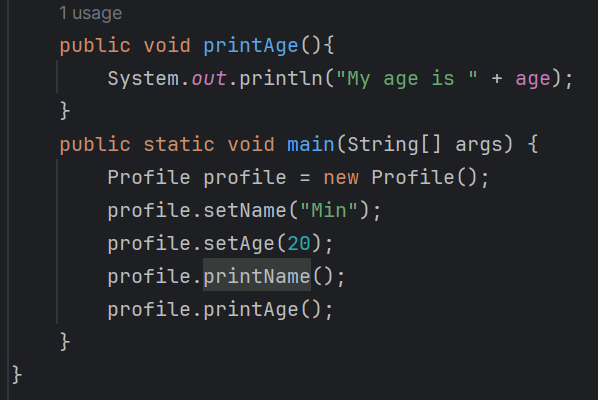 1 usage
public void printAge(){
System.out.println("My age is " + age);
}
public static void main(String[] args) {
Profile profile = new Profile();
profile.setName("Min");
profile.setAge(20);
profile.printName();
profile.printAge();
}
}